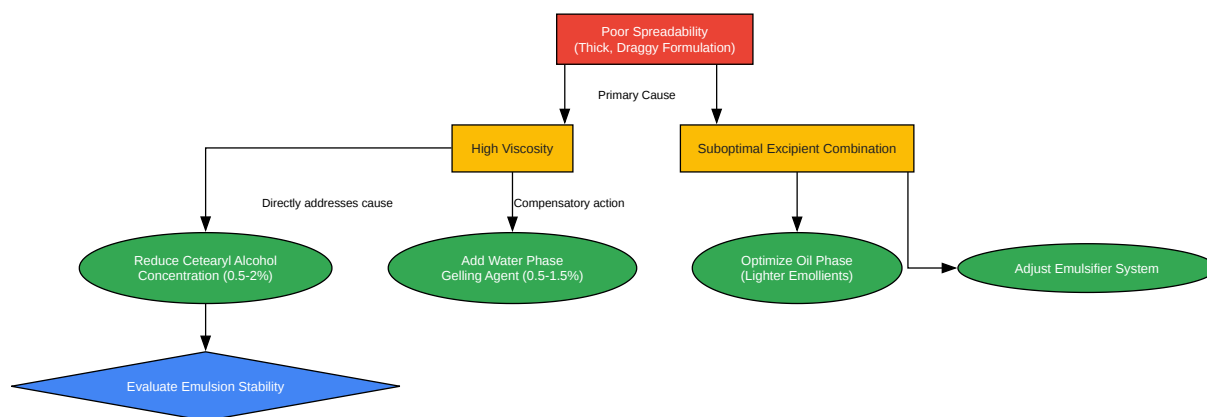 Poor Spreadability
(Thick, Draggy Formulation)
Primary Cause
High Viscosity
Suboptimal Excipient Combination
Directly addresses cause
Compensatory action
Reduce Cetearyl Alcohol
Concentration (0.5-2%)
Add Water Phase
Gelling Agent (0.5-1.5%)
Optimize Oil Phase
(Lighter Emollients)
Adjust Emulsifier System
Evaluate Emulsion Stability